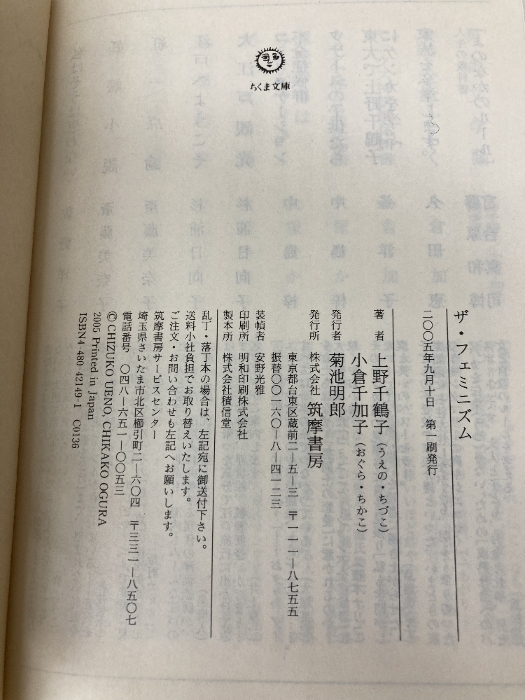 ちくま文庫
ザ・フェミニズム
二〇〇五年九月十日　第一刷発行
著　者　上野千鶴子（うえの・ちづこ）
小倉千加子（おぐら・ちかこ）
発行者　菊池明郎
発行所　株式会社 筑摩書房
東京都台東区蔵前二―五―三　〒一一一―八七五五
振替〇〇一六〇―八―四一二三
装幀者　安野光雅
印刷所　明和印刷株式会社
製本所　株式会社積信堂
乱丁・落丁本の場合は、左記宛に御送付下さい。
送料小社負担でお取り替えいたします。
ご注文・お問い合わせも左記へお願いします。
筑摩書房サービスセンター
埼玉県さいたま市北区櫛引町二―六〇四　〒三三一―八五〇七
電話番号　〇四八―六五一―〇〇五三
© CHIZUKO UENO, CHIKAKO OGURA
2005 Printed in Japan
ISBN4-480-42149-1 C0136